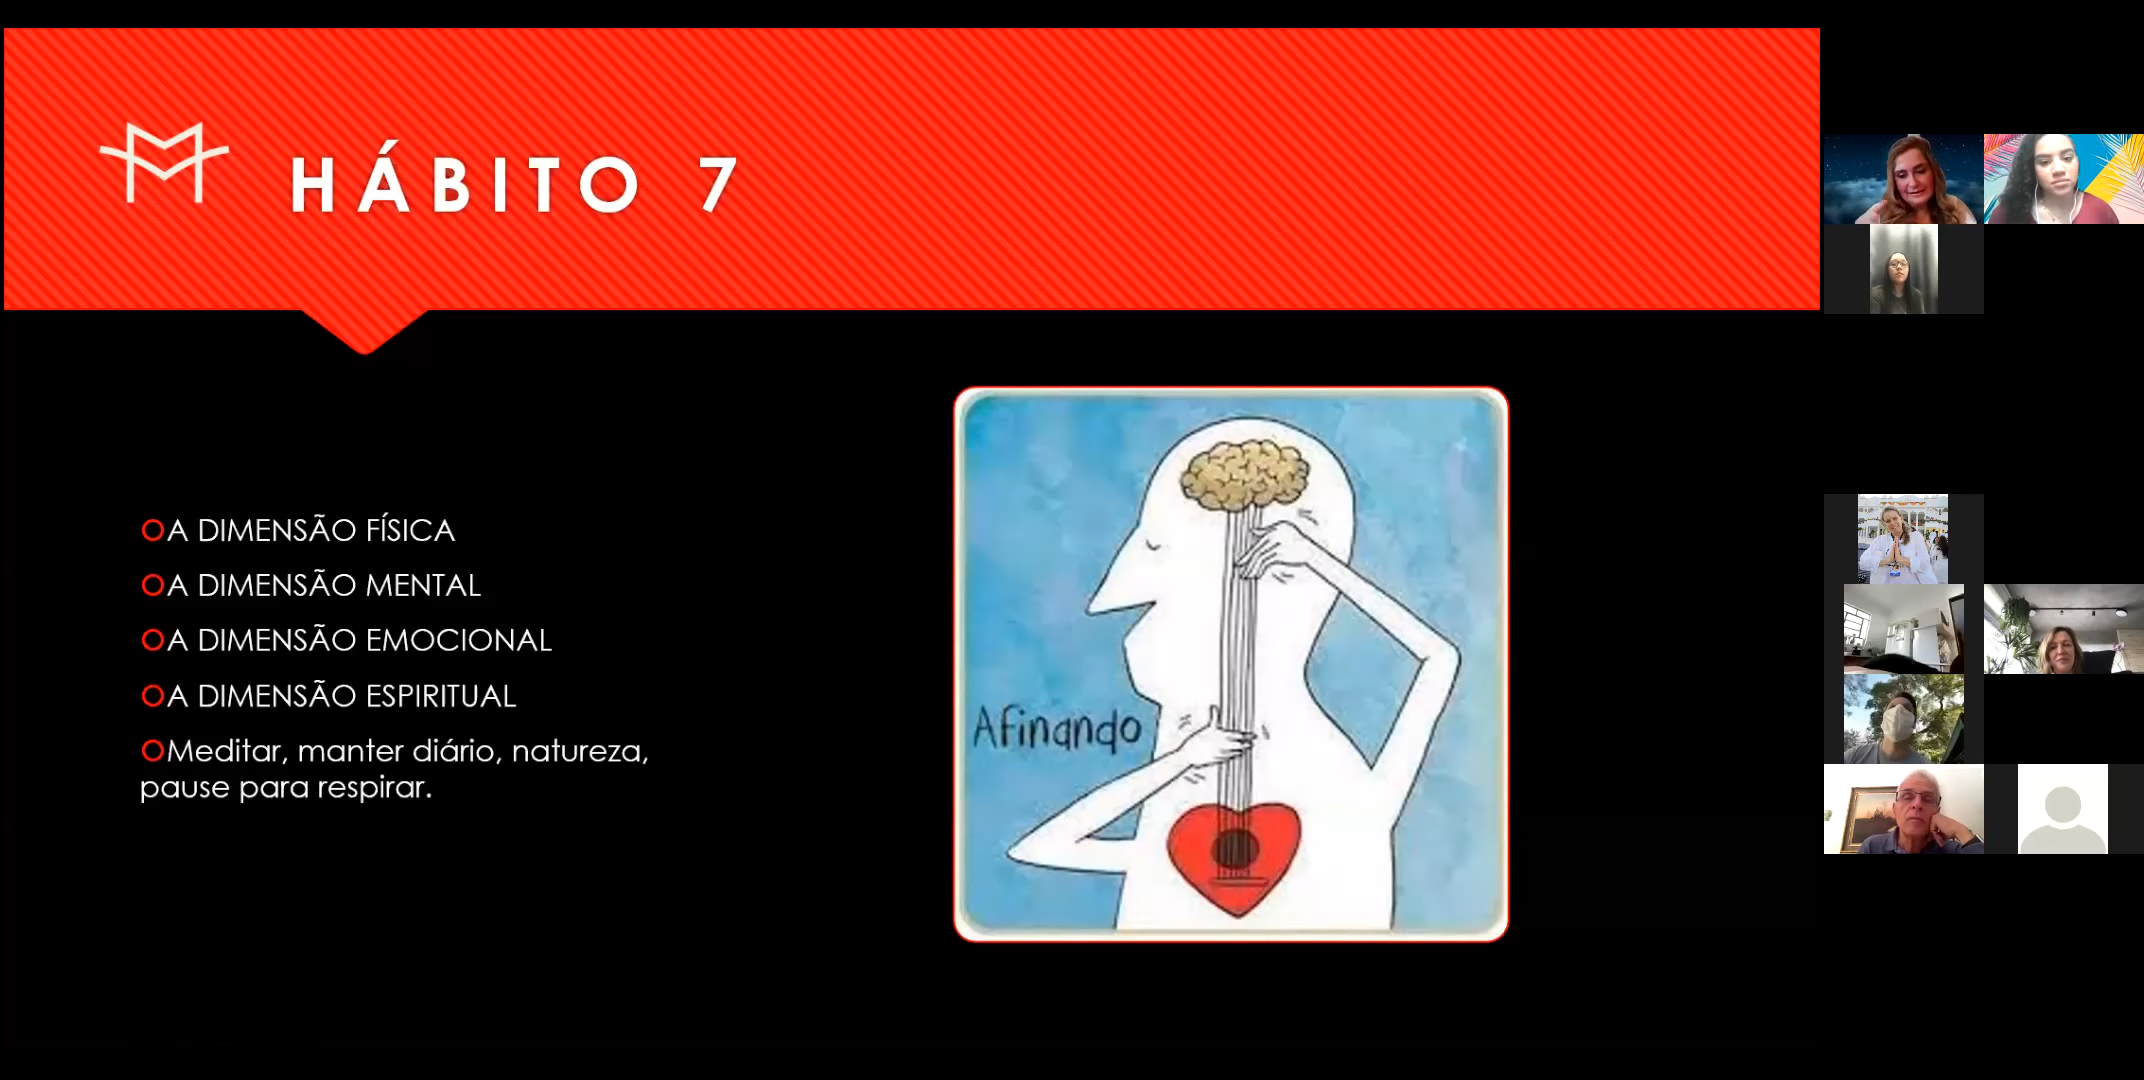 HÁBITO 7
A DIMENSÃO FÍSICA
A DIMENSÃO MENTAL
A DIMENSÃO EMOCIONAL
A DIMENSÃO ESPIRITUAL
Meditar, manter diário, natureza,
pause para respirar.
Afinando